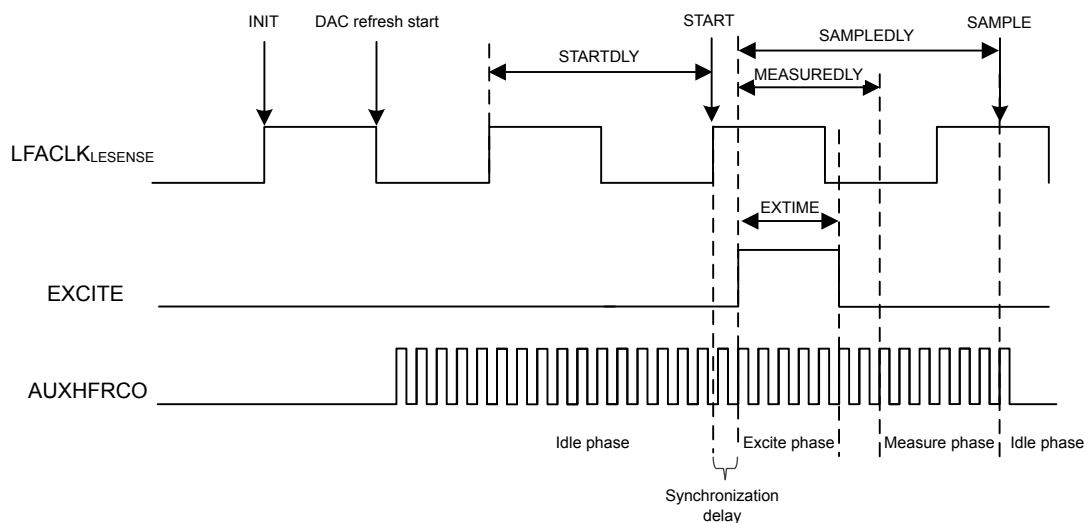 INIT
DAC refresh start
START
SAMPLE
SAMPLEDLY
STARTDLY
MEASUREDLY
LFACLKLESENSE
EXTIME
EXCITE
AUXHFRCO
Idle phase
Excite phase
Measure phase
Idle phase
Synchronization
delay